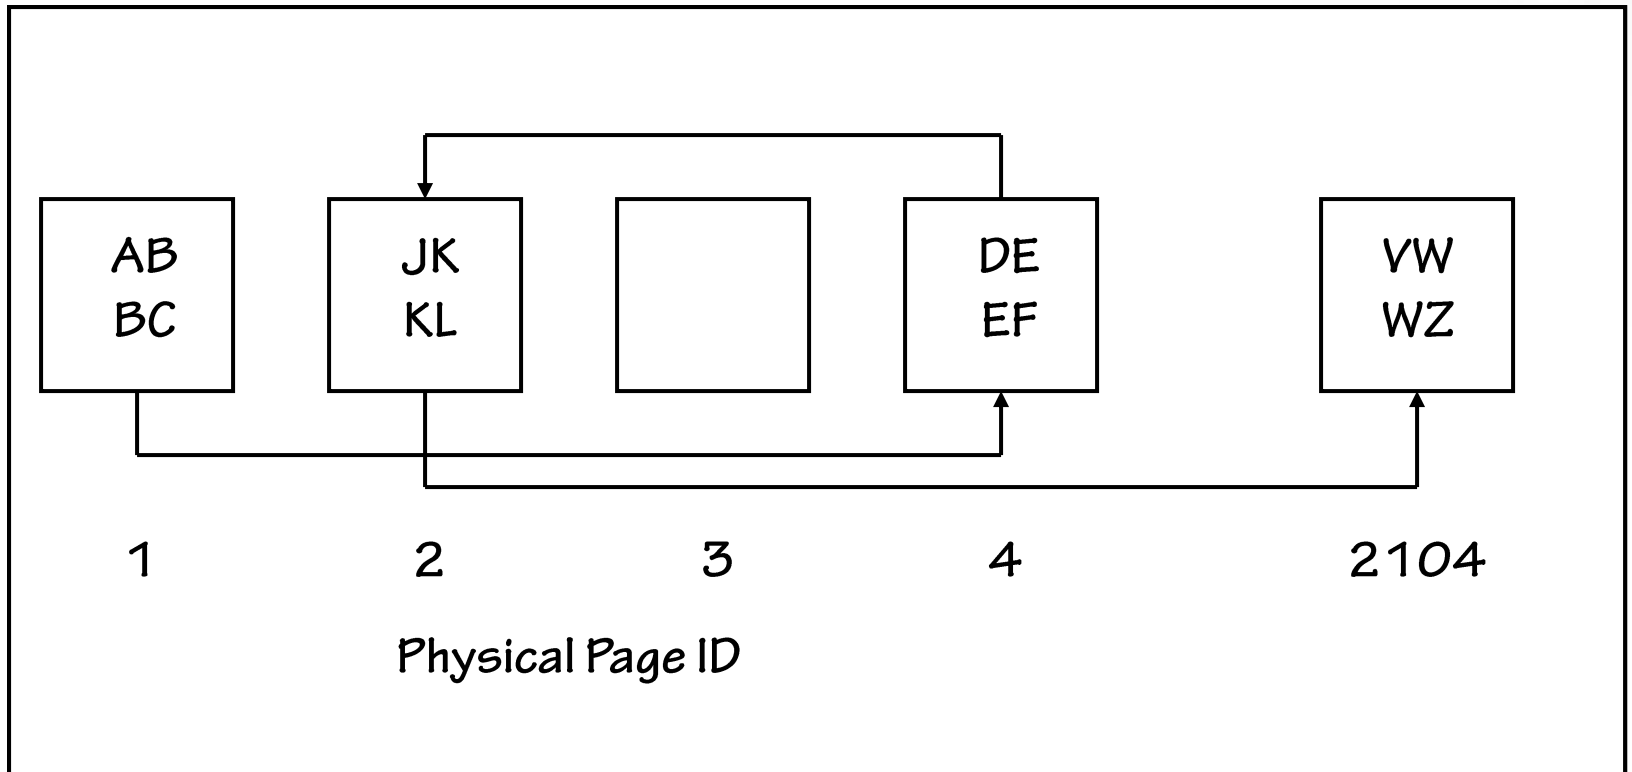 AB
BC
JK
KL
DE
EF
VW
WZ
1
2
3
4
2104
Physical Page ID